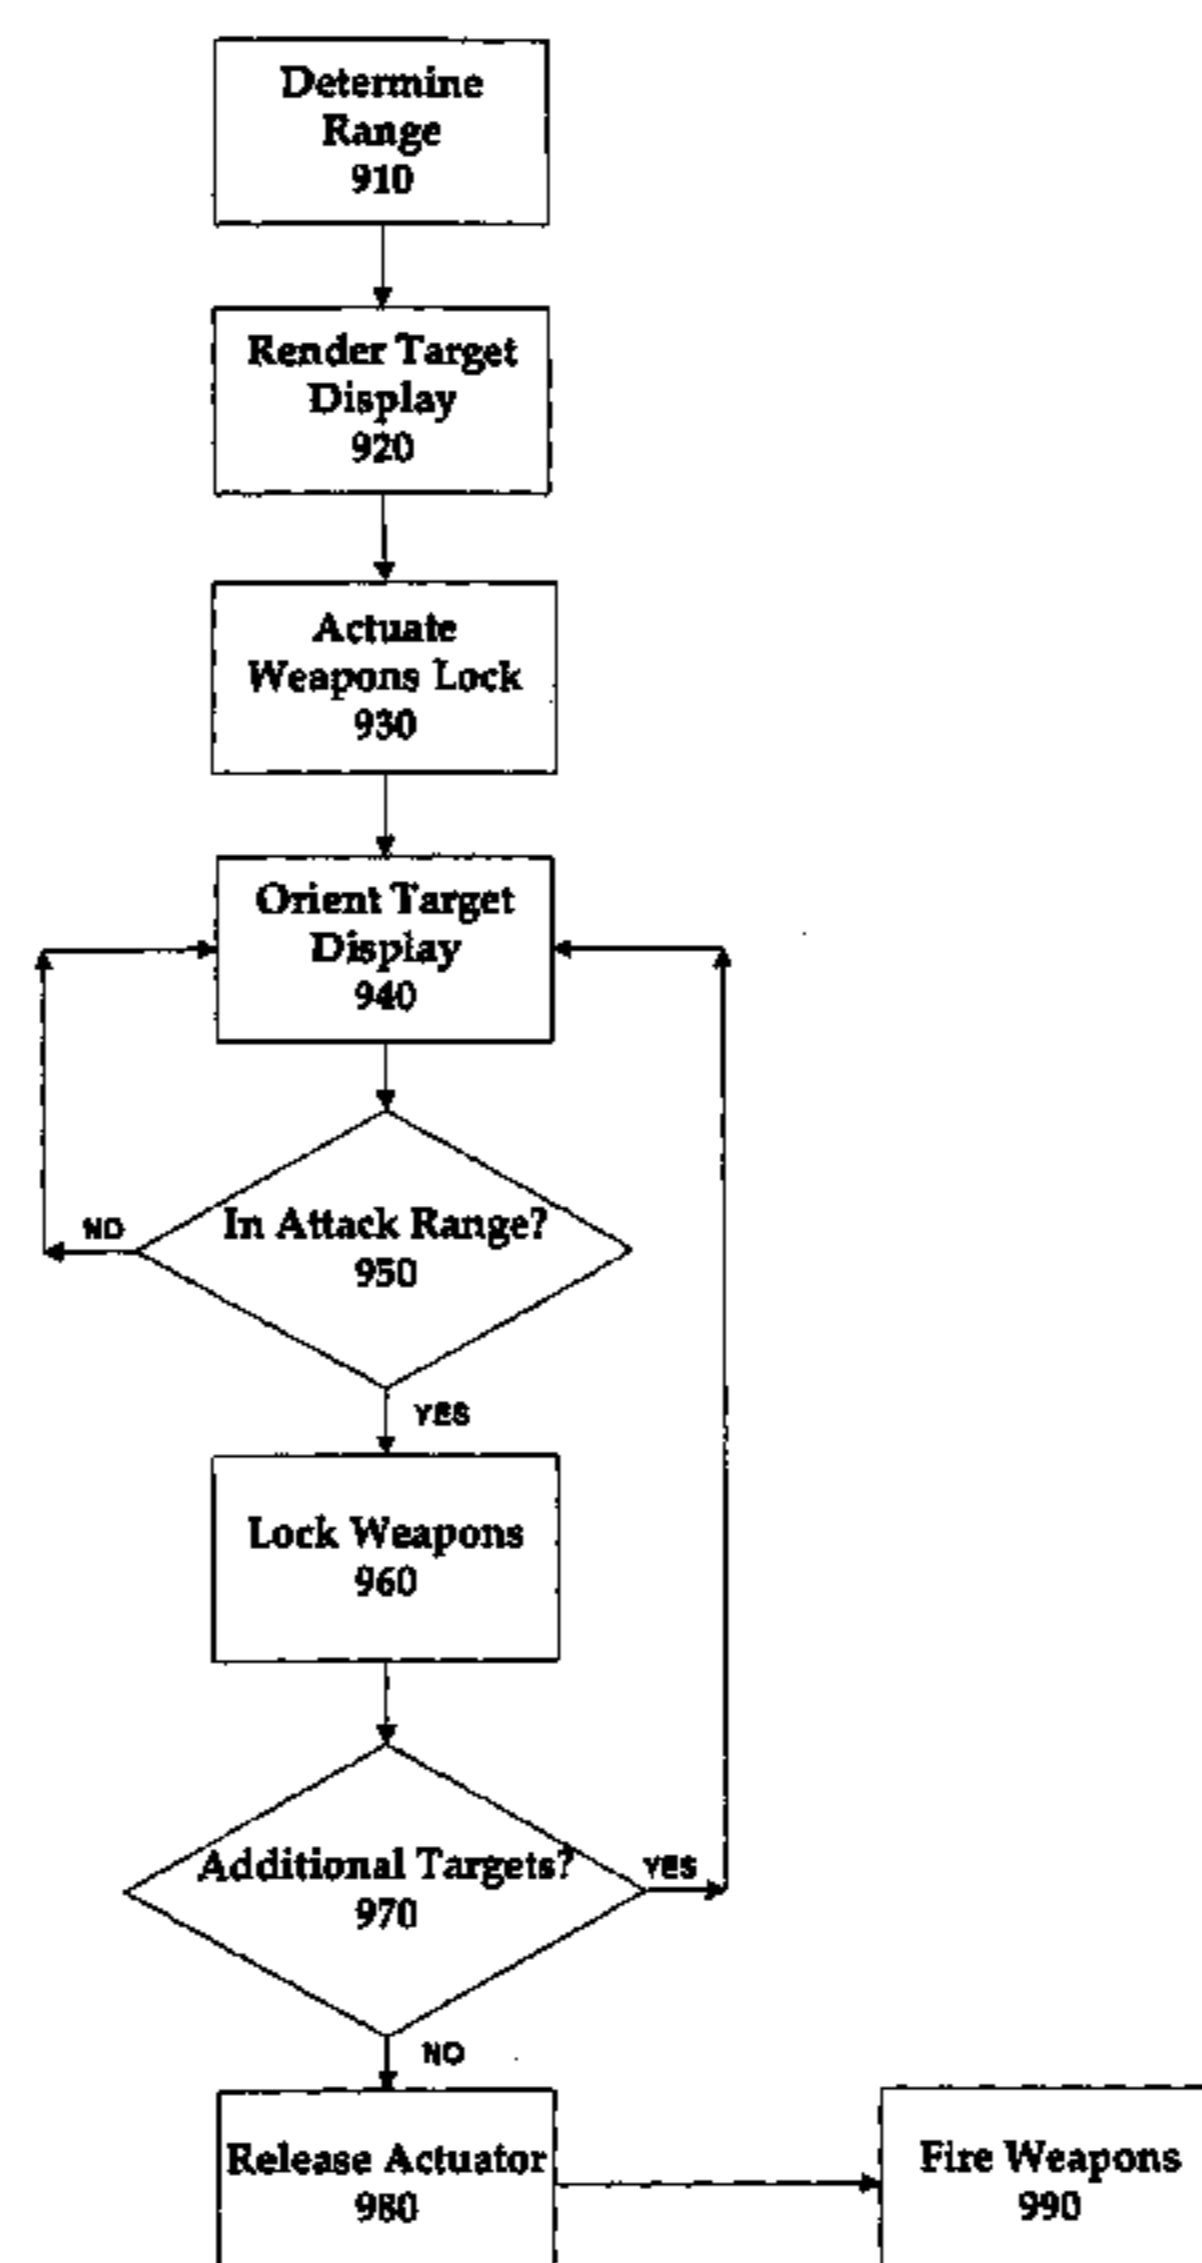 Determine
Range
910
Render Target
Display
920
Actuate
Weapons Lock
930
Orient Target
Display
940
In Attack Range?
950
NO
YES
Lock Weapons
960
Additional Targets?
970
YES
NO
Release Actuator
980
Fire Weapons
990